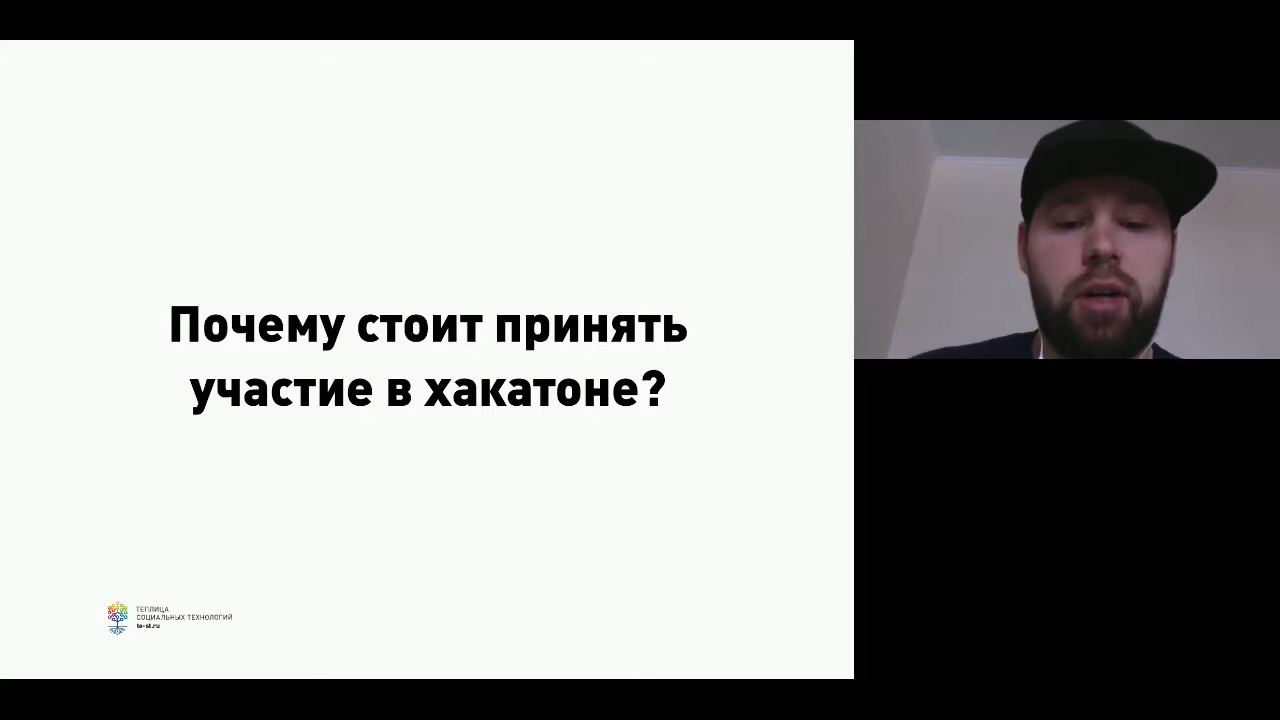 Почему стоит принять
участие в хакатоне?
ТЕПЛИЦА
СОЦИАЛЬНЫХ ТЕХНОЛОГИЙ
te-st.ru